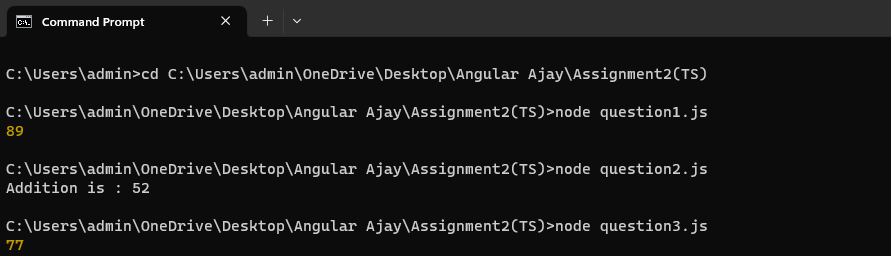 Command Prompt
C:\Users\admin>cd C:\Users\admin\OneDrive\Desktop\Angular Ajay\Assignment2(TS)
C:\Users\admin\OneDrive\Desktop\Angular Ajay\Assignment2(TS)>node question1.js
89
C:\Users\admin\OneDrive\Desktop\Angular Ajay\Assignment2(TS)>node question2.js
Addition is : 52
C:\Users\admin\OneDrive\Desktop\Angular Ajay\Assignment2(TS)>node question3.js
77